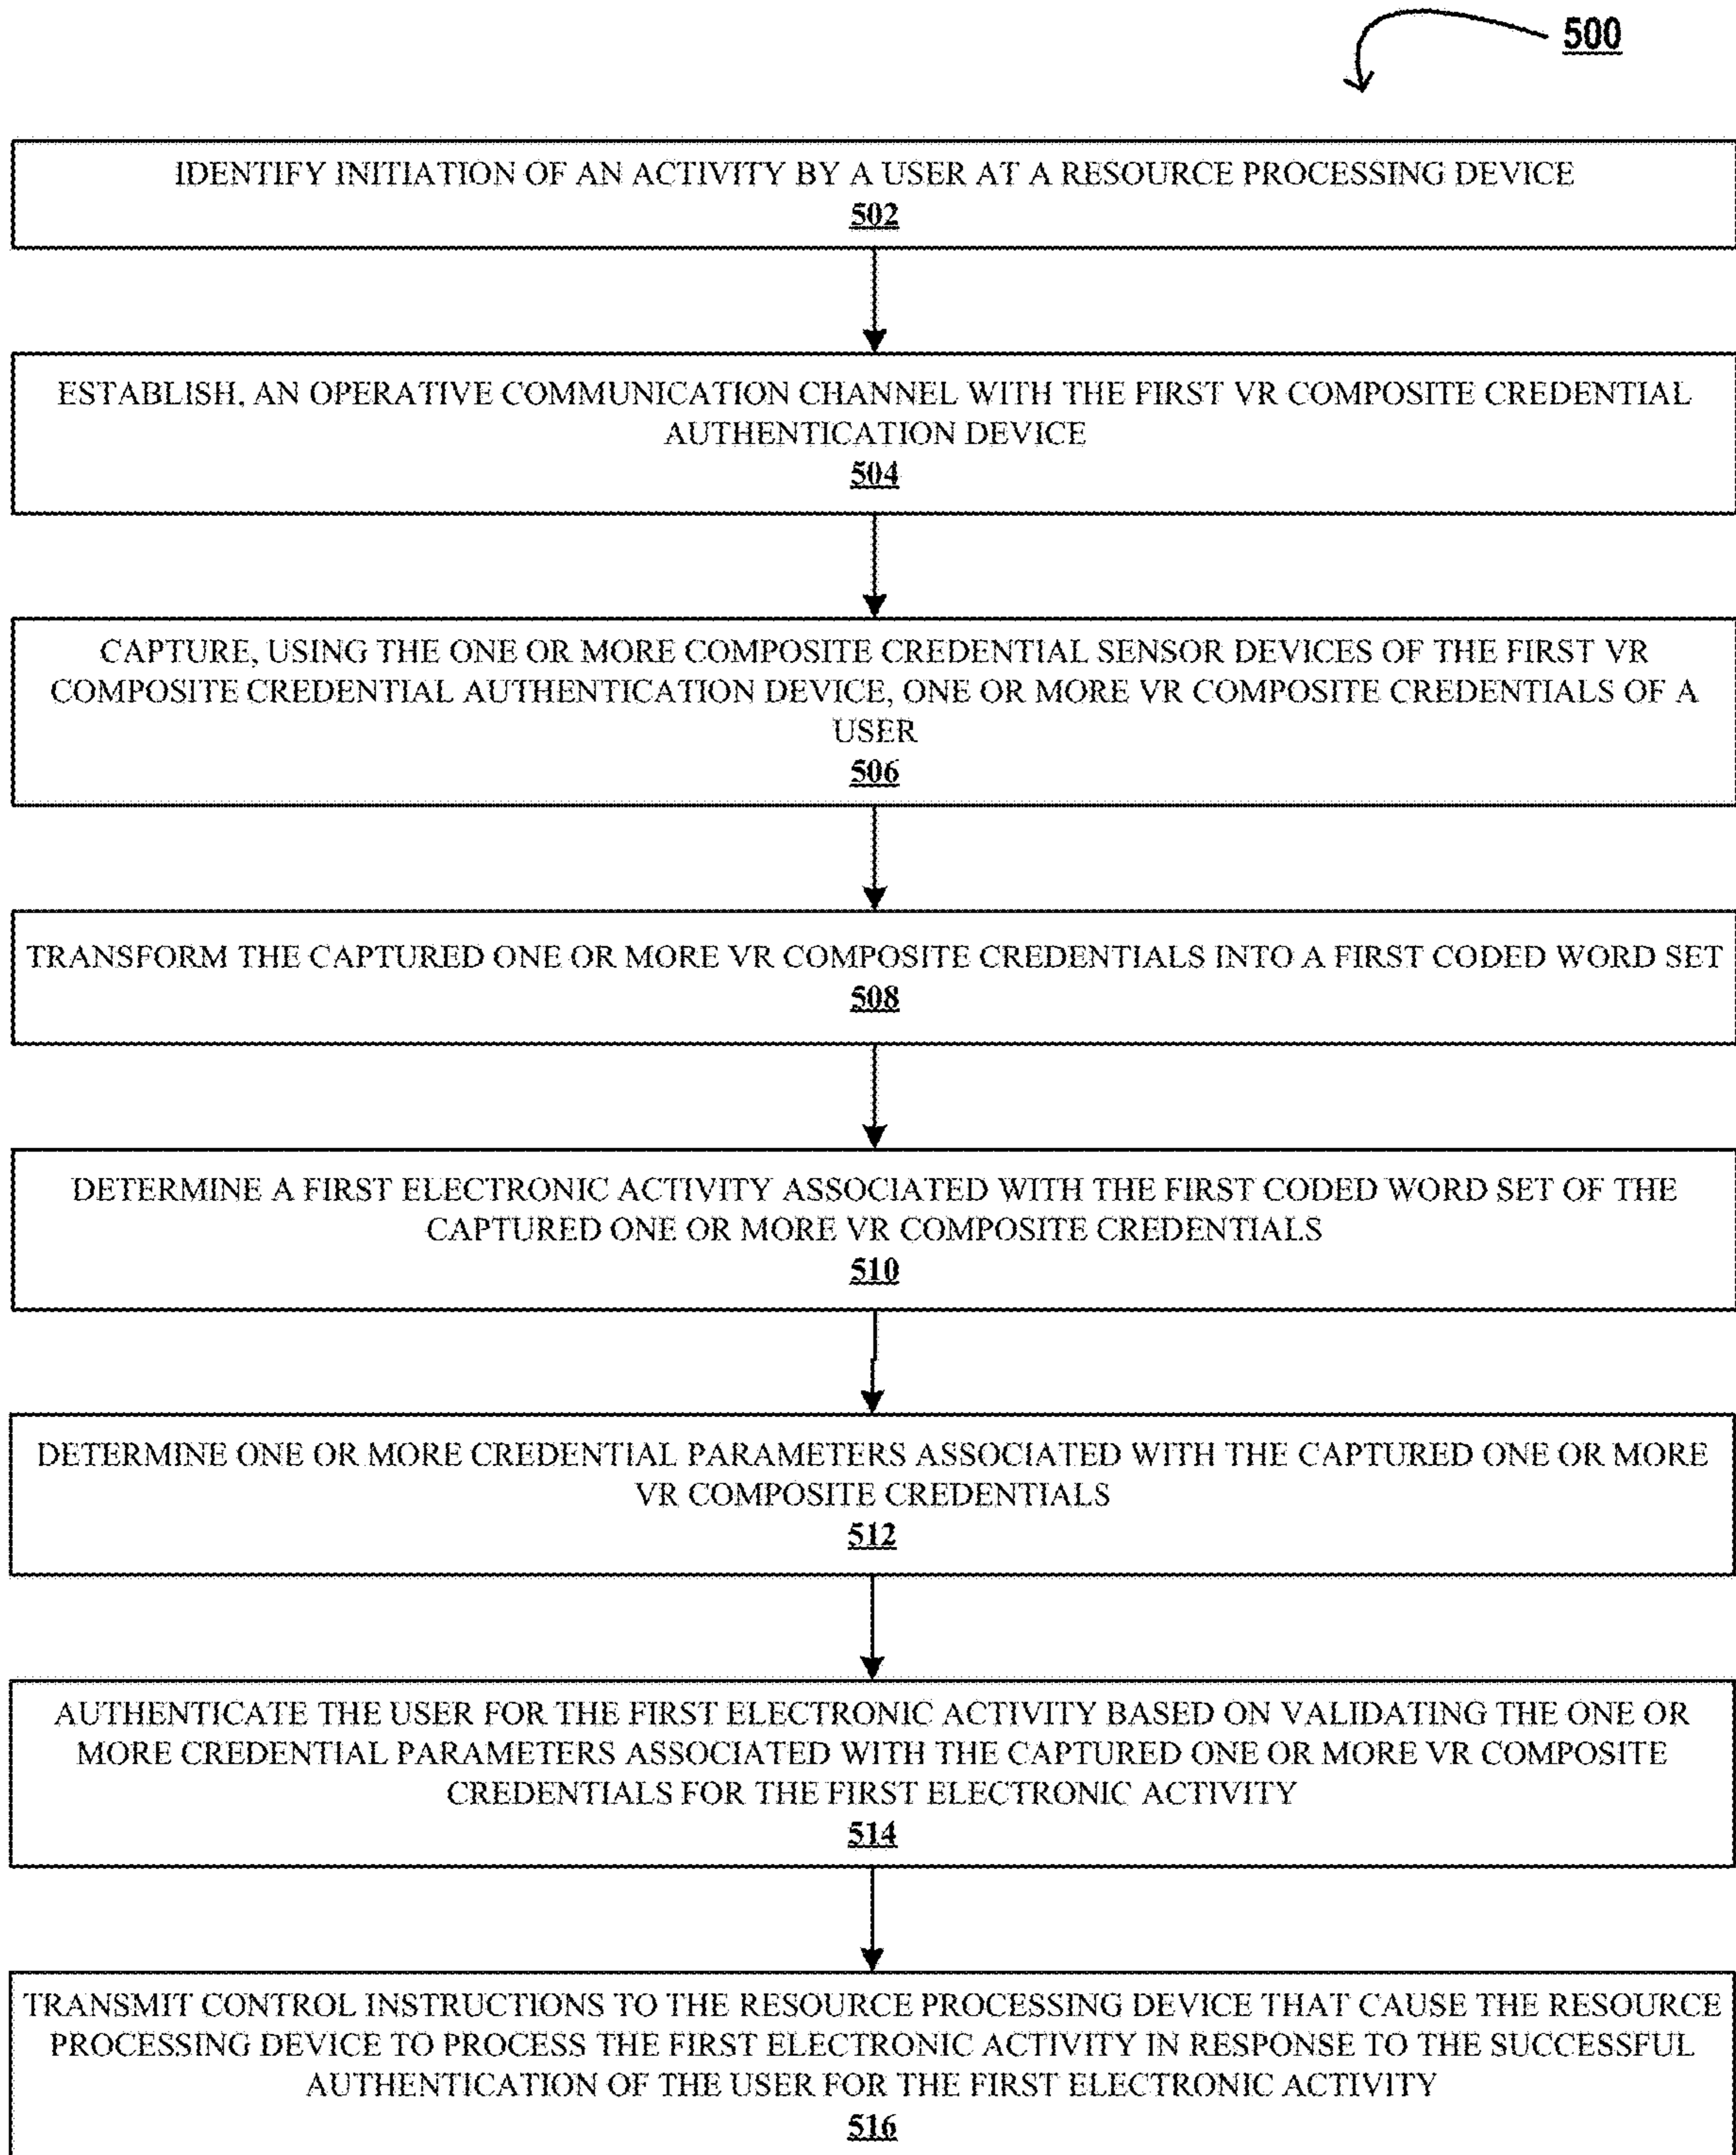 500
IDENTIFY INITIATION OF AN ACTIVITY BY A USER AT A RESOURCE PROCESSING DEVICE
502
ESTABLISH, AN OPERATIVE COMMUNICATION CHANNEL WITH THE FIRST VR COMPOSITE CREDENTIAL
AUTHENTICATION DEVICE
504
CAPTURE, USING THE ONE OR MORE COMPOSITE CREDENTIAL SENSOR DEVICES OF THE FIRST VR
COMPOSITE CREDENTIAL AUTHENTICATION DEVICE, ONE OR MORE VR COMPOSITE CREDENTIALS OF A
USER
506
TRANSFORM THE CAPTURED ONE OR MORE VR COMPOSITE CREDENTIALS INTO A FIRST CODED WORD SET
508
DETERMINE A FIRST ELECTRONIC ACTIVITY ASSOCIATED WITH THE FIRST CODED WORD SET OF THE
CAPTURED ONE OR MORE VR COMPOSITE CREDENTIALS
510
DETERMINE ONE OR MORE CREDENTIAL PARAMETERS ASSOCIATED WITH THE CAPTURED ONE OR MORE
VR COMPOSITE CREDENTIALS
512
AUTHENTICATE THE USER FOR THE FIRST ELECTRONIC ACTIVITY BASED ON VALIDATING THE ONE OR
MORE CREDENTIAL PARAMETERS ASSOCIATED WITH THE CAPTURED ONE OR MORE VR COMPOSITE
CREDENTIALS FOR THE FIRST ELECTRONIC ACTIVITY
514
TRANSMIT CONTROL INSTRUCTIONS TO THE RESOURCE PROCESSING DEVICE THAT CAUSE THE RESOURCE
PROCESSING DEVICE TO PROCESS THE FIRST ELECTRONIC ACTIVITY IN RESPONSE TO THE SUCCESSFUL
AUTHENTICATION OF THE USER FOR THE FIRST ELECTRONIC ACTIVITY
516